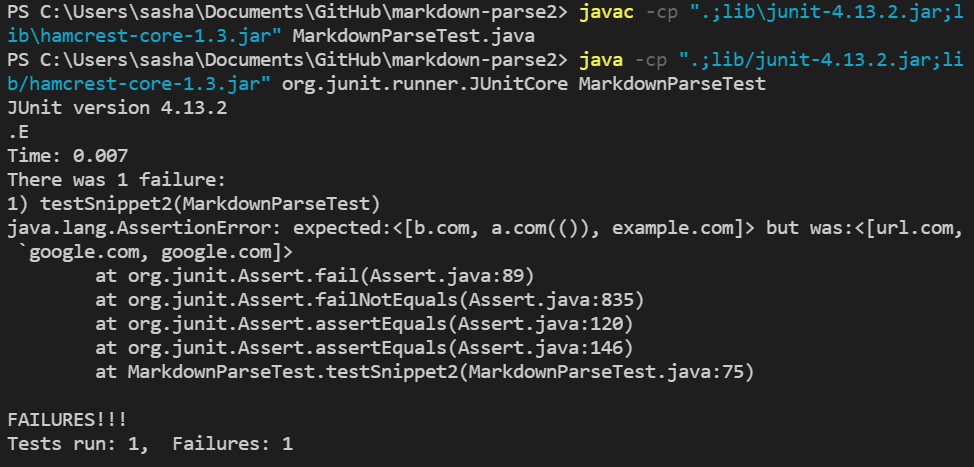 PS C:\Users\sasha\Documents\GitHub\markdown-parse2> javac -cp ".;lib\junit-4.13.2.jar;l
ib\hamcrest-core-1.3.jar" MarkdownParseTest.java
PS C:\Users\sasha\Documents\GitHub\markdown-parse2> java -cp ".;lib/junit-4.13.2.jar;li
b/hamcrest-core-1.3.jar" org.junit.runner.JUnitCore MarkdownParseTest
JUnit version 4.13.2
.E
Time: 0.007
There was 1 failure:
1) testSnippet2(MarkdownParseTest)
java.lang.AssertionError: expected:<[b.com, a.com(()), example.com]> but was:<[url.com,
 `google.com, google.com]>
        at org.junit.Assert.fail(Assert.java:89)
        at org.junit.Assert.failNotEquals(Assert.java:835)
        at org.junit.Assert.assertEquals(Assert.java:120)
        at org.junit.Assert.assertEquals(Assert.java:146)
        at MarkdownParseTest.testSnippet2(MarkdownParseTest.java:75)

FAILURES!!!
Tests run: 1,  Failures: 1